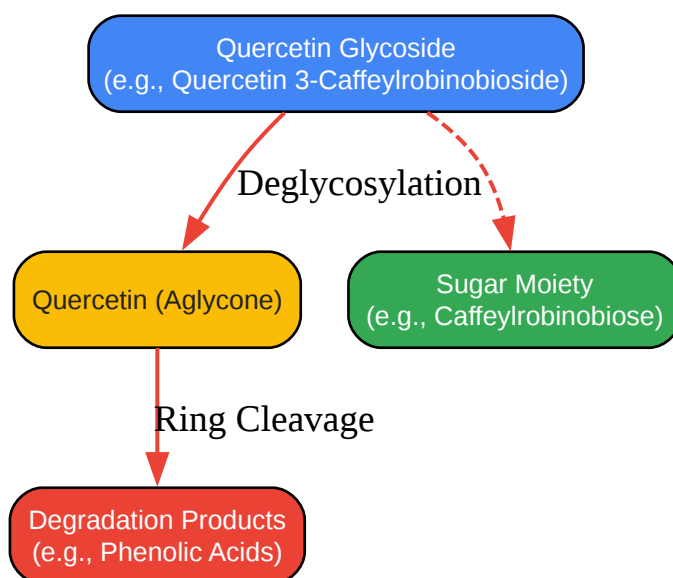 Quercetin Glycoside
(e.g., Quercetin 3-Caffeylrobinobioside)
Deglycosylation
Quercetin (Aglycone)
Sugar Moiety
(e.g., Caffeylrobinobiose)
Ring Cleavage
Degradation Products
(e.g., Phenolic Acids)